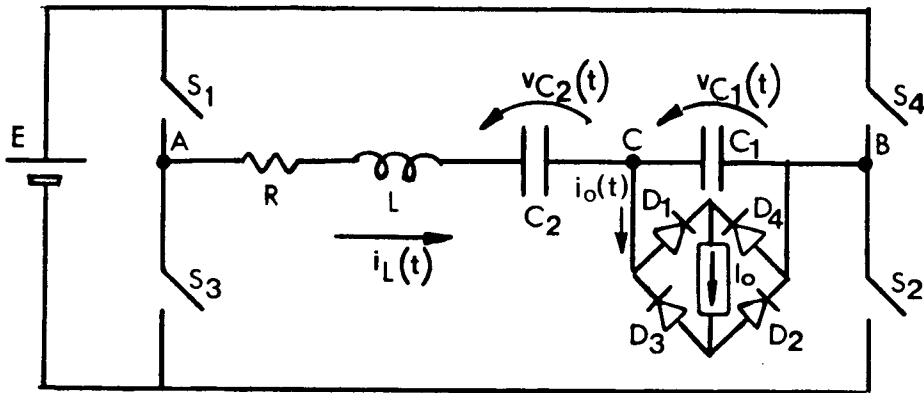 vC2(t)
vC1(t)
S1
S4
E
A
C
C1
B
R
L
C2
io(t)
D1
D4
iL(t)
S3
Io
S2
D3
D2